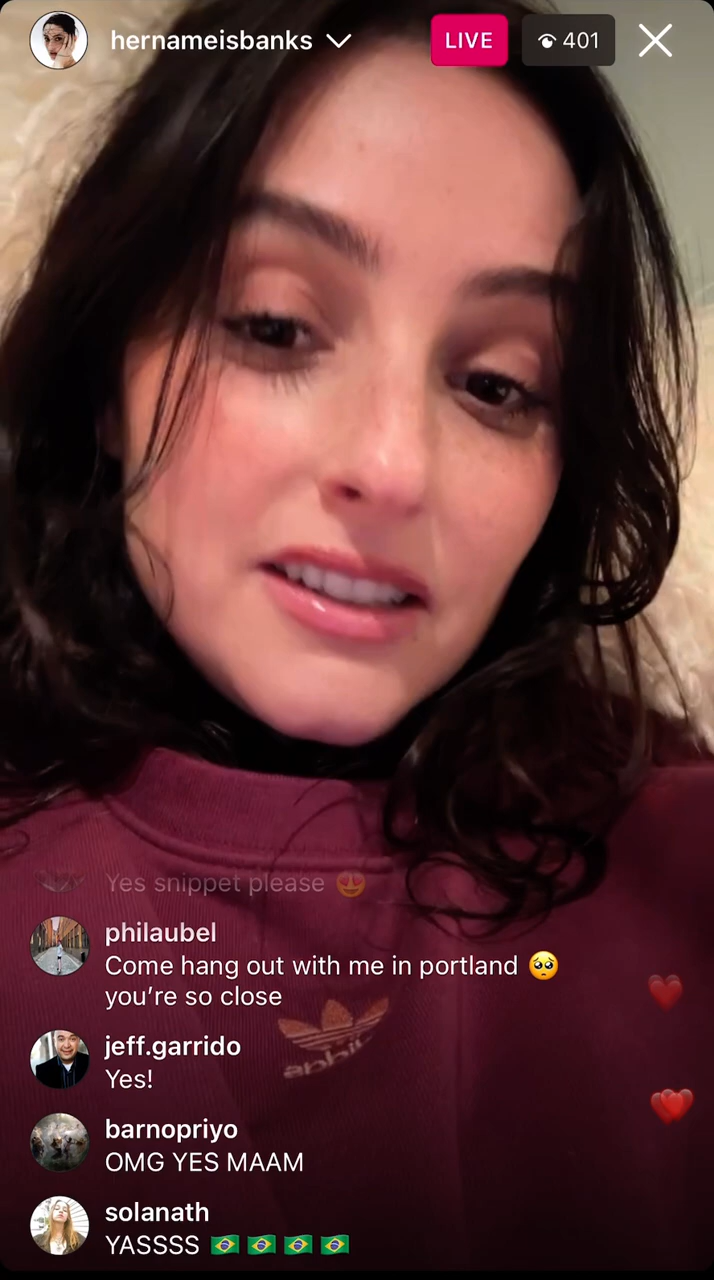 hernameisbanks
LIVE
401
Yes snippet please 😍
philaubel
Come hang out with me in portland 🥺
you’re so close
jeff.garrido
Yes!
adidas
barnopriyo
OMG YES MAAM
solanath
YASSSS 🇧🇷 🇧🇷 🇧🇷 🇧🇷